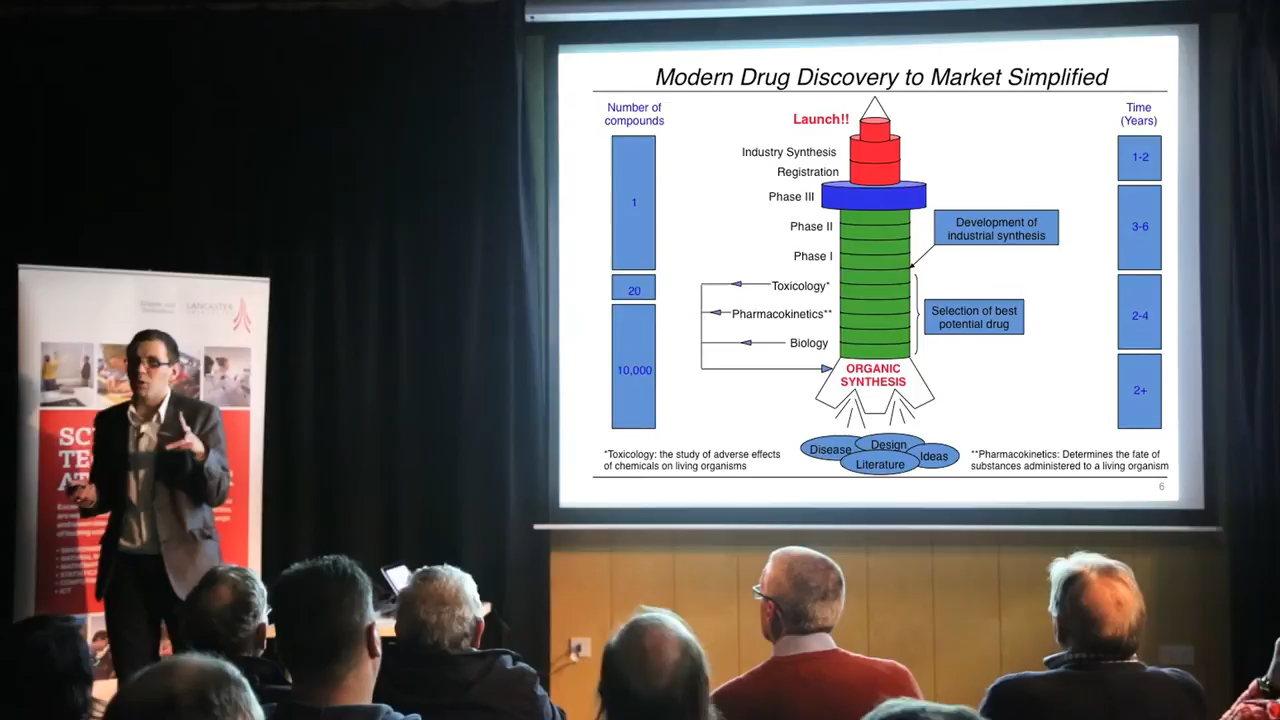 Modern Drug Discovery to Market Simplified
Number of
compounds
Time
(Years)
Launch!!
Industry Synthesis
Registration
Phase III
Phase II
Phase I
Toxicology*
Pharmacokinetics**
Biology
ORGANIC
SYNTHESIS
Development of
industrial synthesis
Selection of best
potential drug
1
20
10,000
1-2
3-6
2-4
2+
Disease
Design
Ideas
Literature
*Toxicology: the study of adverse effects
of chemicals on living organisms
**Pharmacokinetics: Determines the fate of
substances administered to a living organism
6
LANCASTER